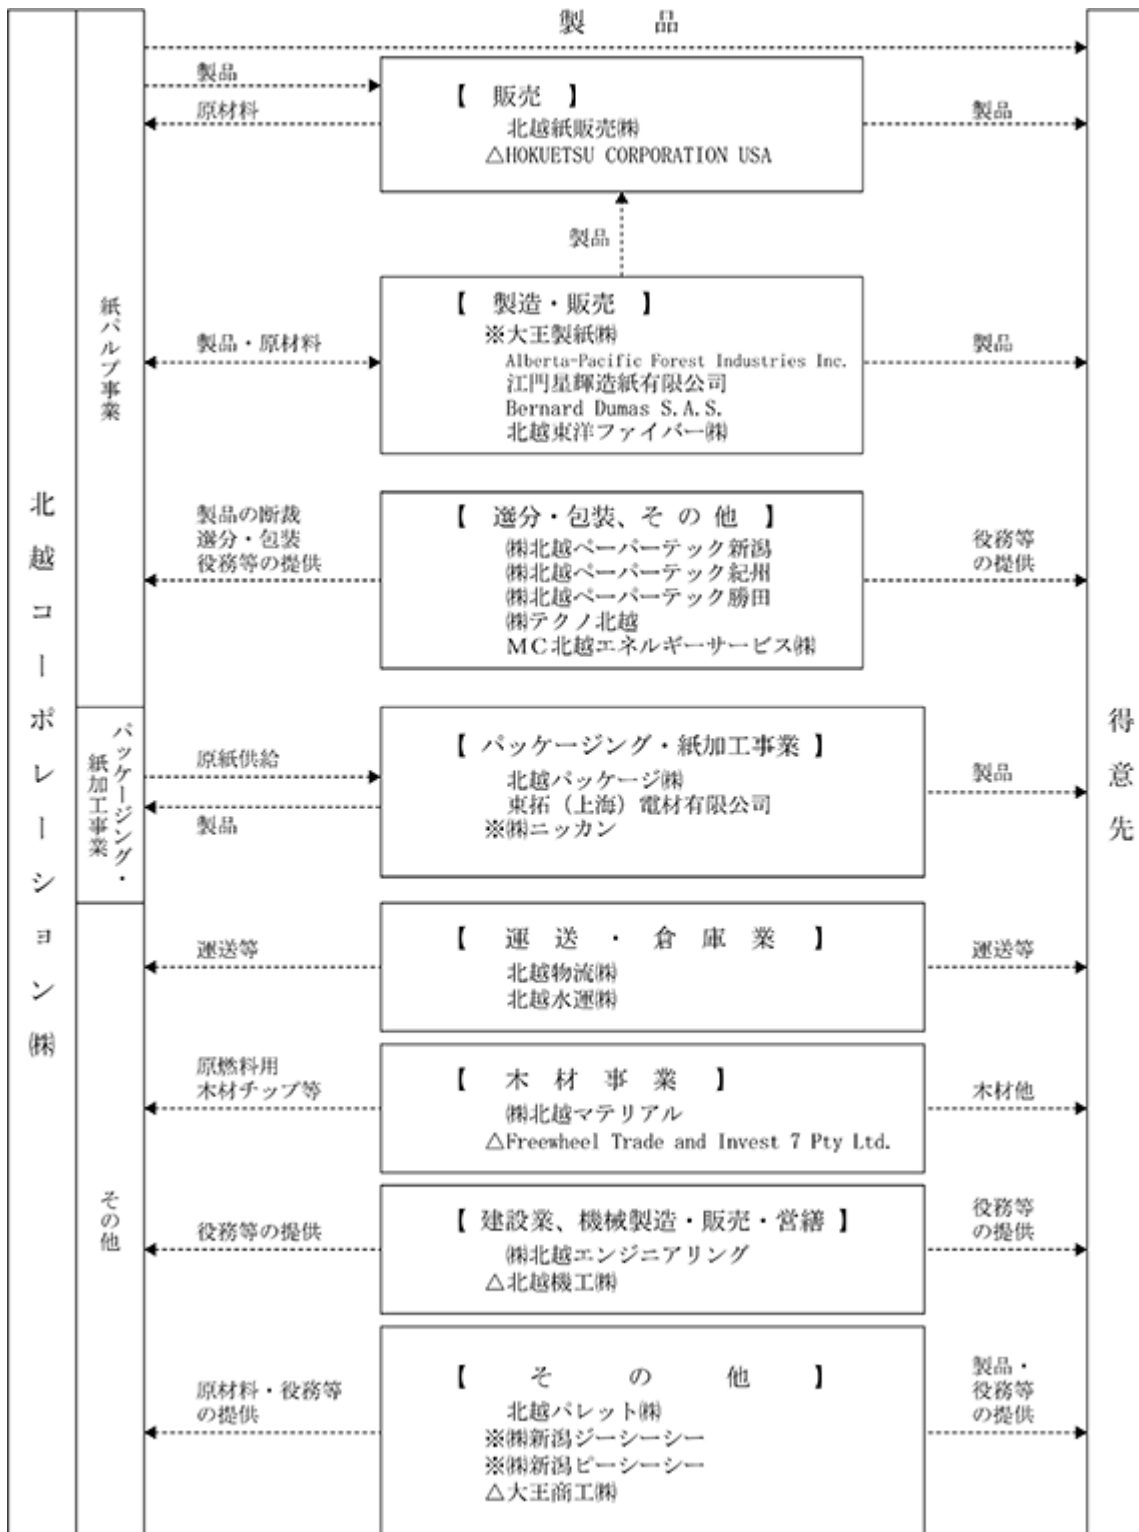 北越コーポレーション㈱
紙パルプ事業
パッケージング・
紙加工事業
その他
得意先
製　品
製品
原材料
【　販売　】
北越紙販売㈱
△HOKUETSU CORPORATION USA
製品
製品
【　製造・販売　】
※大王製紙㈱
Alberta-Pacific Forest Industries Inc.
江門星輝造紙有限公司
Bernard Dumas S.A.S.
北越東洋ファイバー㈱
製品・原材料
製品
製品の断裁
選分・包装
役務等の提供
【　選分・包装、その他　】
㈱北越ペーパーテック新潟
㈱北越ペーパーテック紀州
㈱北越ペーパーテック勝田
㈱テクノ北越
ＭＣ北越エネルギーサービス㈱
役務等
の提供
原紙供給
製品
【 パッケージング・紙加工事業 】
北越パッケージ㈱
東拓（上海）電材有限公司
※㈱ニッカン
製品
運送等
【　運送・倉庫業　】
北越物流㈱
北越水運㈱
運送等
原燃料用
木材チップ等
【　木材事業　】
㈱北越マテリアル
△Freewheel Trade and Invest 7 Pty Ltd.
木材他
役務等の提供
【 建設業、機械製造・販売・営繕 】
㈱北越エンジニアリング
△北越機工㈱
役務等
の提供
原材料・役務等
の提供
【　その他　】
北越パレット㈱
※㈱新潟ジーシーシー
※㈱新潟ピーシーシー
△大王商工㈱
製品・
役務等
の提供